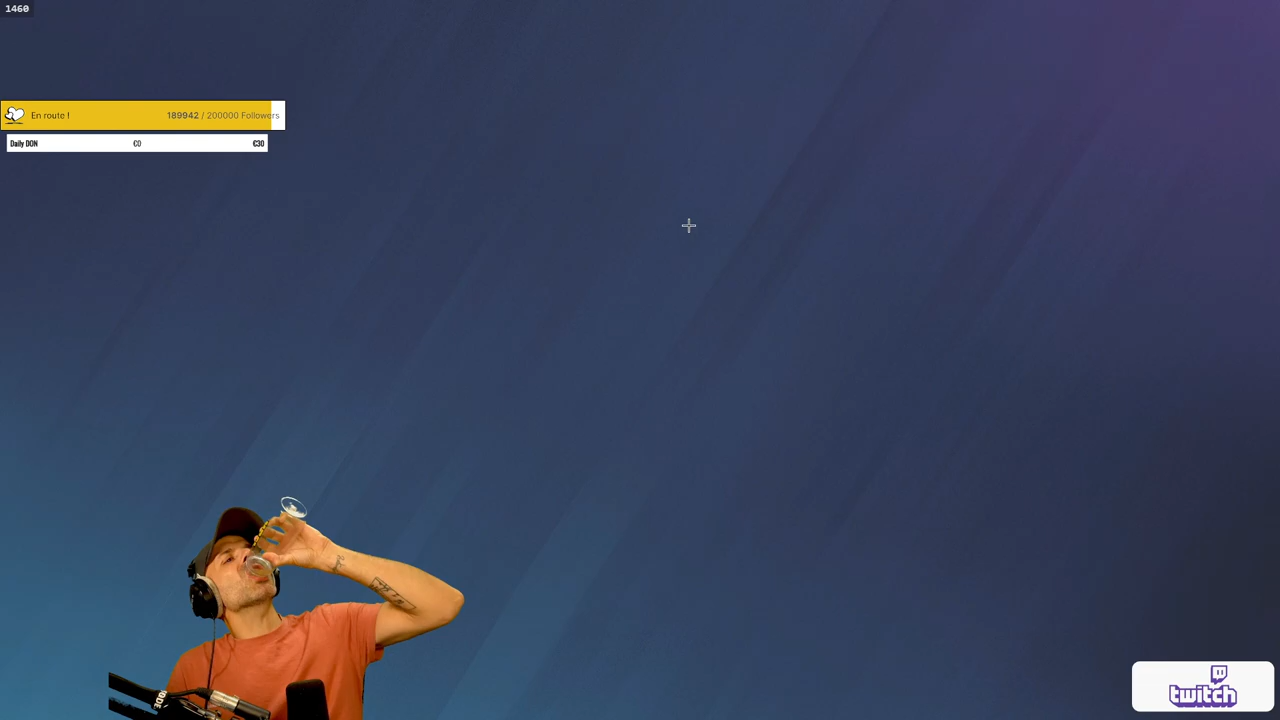 1460
En route !
189942 / 200000 Followers
Daily DON
€0
€30
twitch